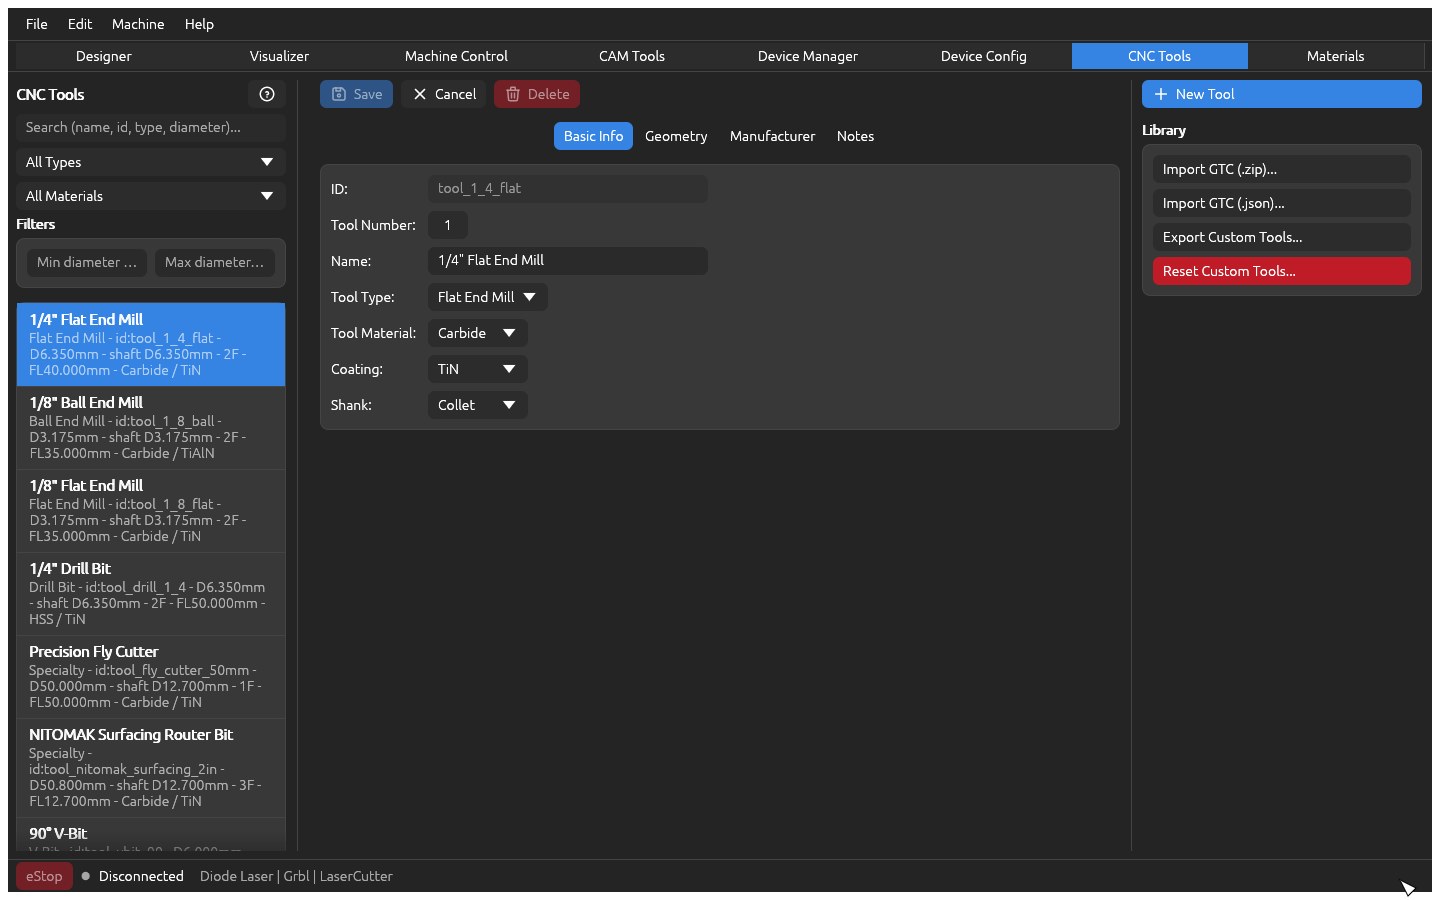 File Edit Machine Help
Designer Visualizer Machine Control CAM Tools Device Manager Device Config CNC Tools Materials
CNC Tools
Search (name, id, type, diameter)...
All Types
All Materials
Filters
Min diameter ... Max diameter...
1/4" Flat End Mill
Flat End Mill - id:tool_1_4_flat -
D6.350mm - shaft D6.350mm - 2F -
FL40.000mm - Carbide / TiN
1/8" Ball End Mill
Ball End Mill - id:tool_1_8_ball -
D3.175mm - shaft D3.175mm - 2F -
FL35.000mm - Carbide / TiAlN
1/8" Flat End Mill
Flat End Mill - id:tool_1_8_flat -
D3.175mm - shaft D3.175mm - 2F -
FL35.000mm - Carbide / TiN
1/4" Drill Bit
Drill Bit - id:tool_drill_1_4 - D6.350mm
- shaft D6.350mm - 2F - FL50.000mm -
HSS / TiN
Precision Fly Cutter
Specialty - id:tool_fly_cutter_50mm -
D50.000mm - shaft D12.700mm - 1F -
FL50.000mm - Carbide / TiN
NITOMAK Surfacing Router Bit
Specialty -
id:tool_nitomak_surfacing_2in -
D50.800mm - shaft D12.700mm - 3F -
FL12.700mm - Carbide / TiN
90° V-Bit
Save Cancel Delete
Basic Info Geometry Manufacturer Notes
ID: tool_1_4_flat
Tool Number: 1
Name: 1/4" Flat End Mill
Tool Type: Flat End Mill
Tool Material: Carbide
Coating: TiN
Shank: Collet
New Tool
Library
Import GTC (.zip)...
Import GTC (.json)...
Export Custom Tools...
Reset Custom Tools...
eStop Disconnected Diode Laser | Grbl | LaserCutter